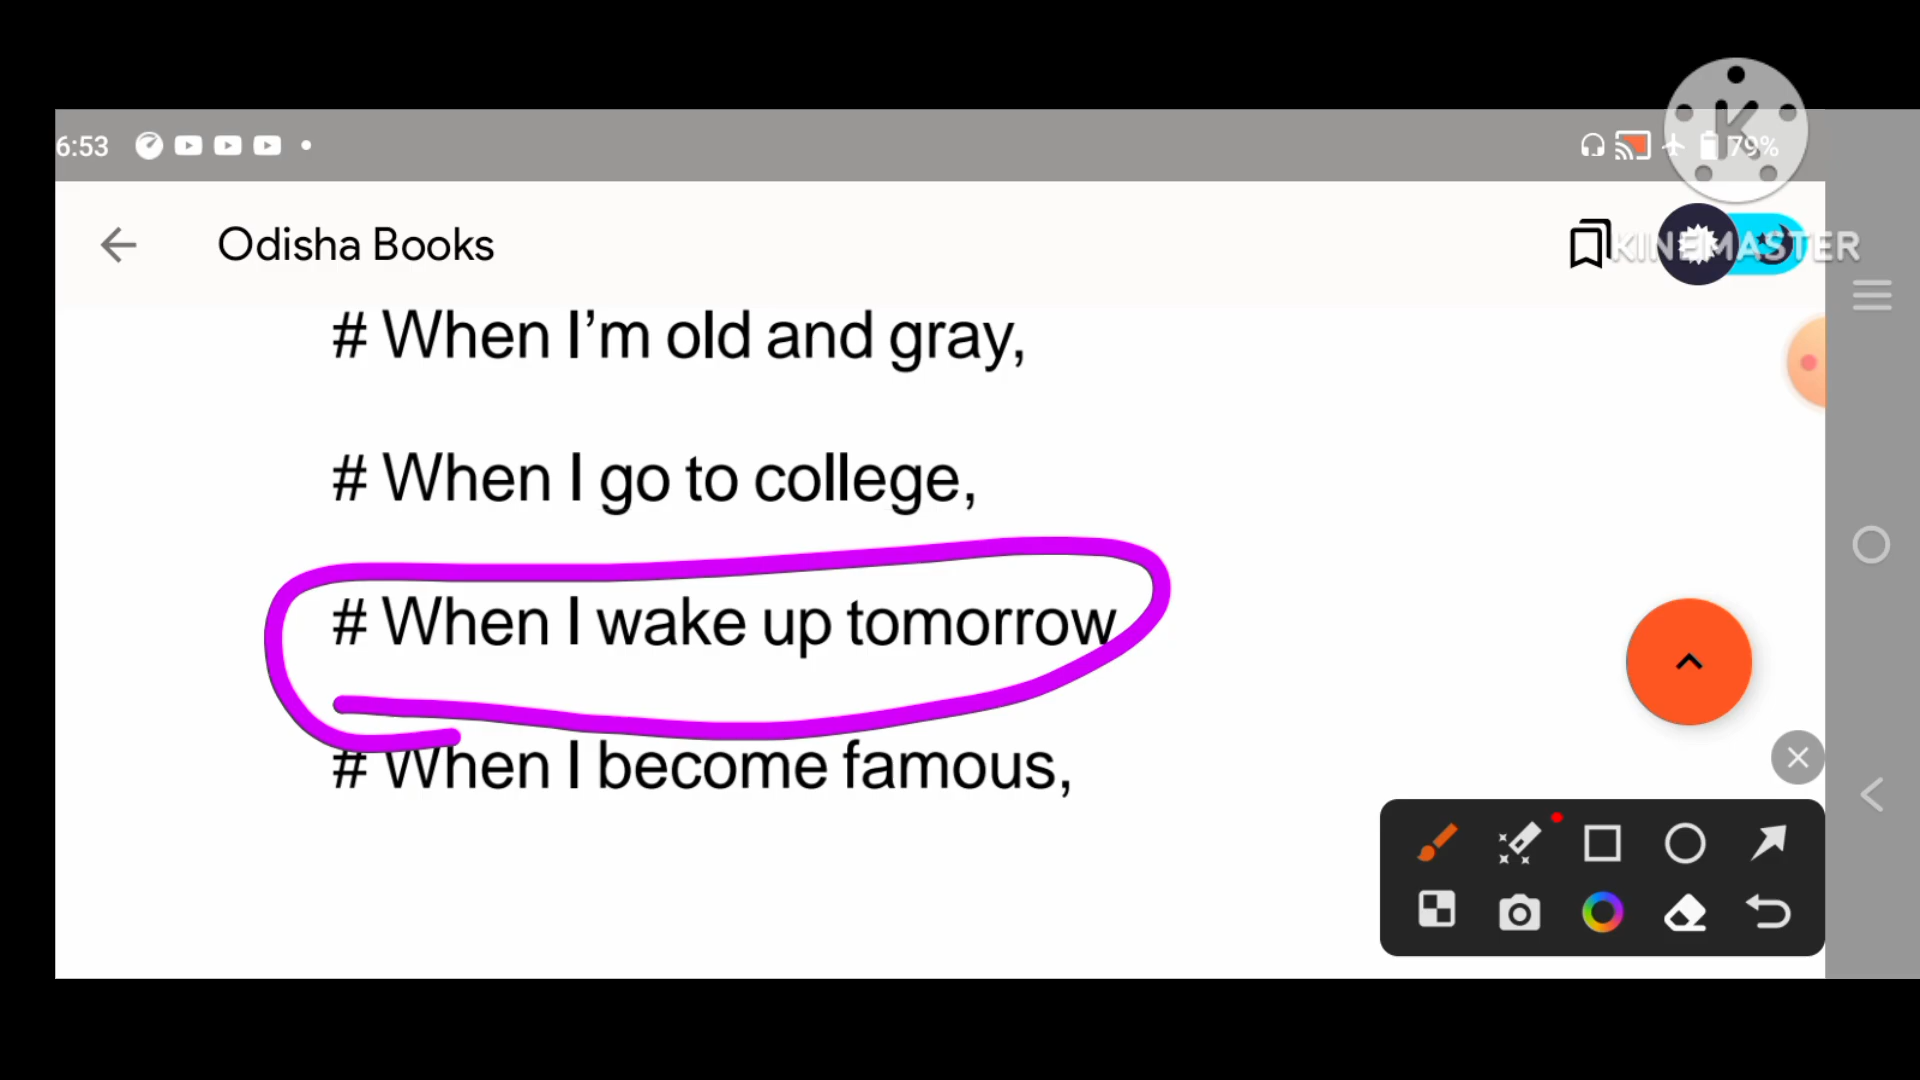 6:53
79%
Odisha Books
KINEMASTER
# When I'm old and gray,
# When I go to college,
# When I wake up tomorrow
# When I become famous,